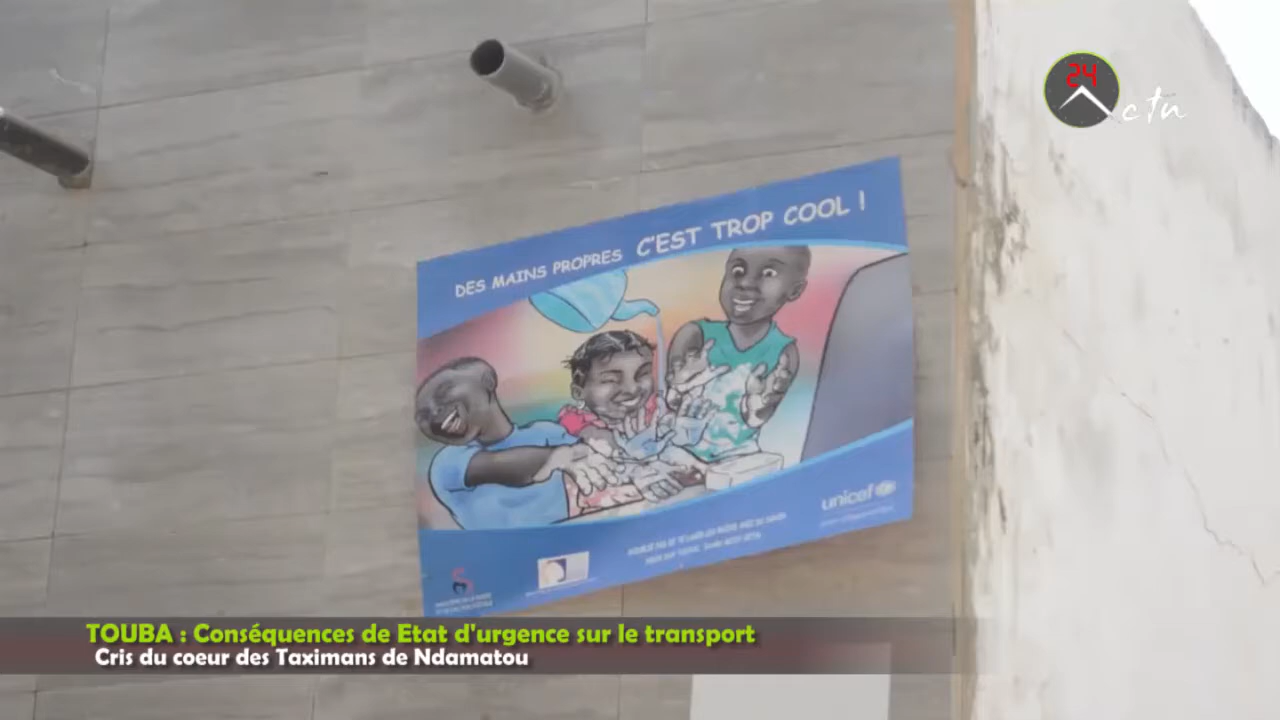 24
Actu
DES MAINS PROPRES C'EST TROP COOL !
unicef
TOUBA : Conséquences de Etat d'urgence sur le transport
Cris du coeur des Taximans de Ndamatou